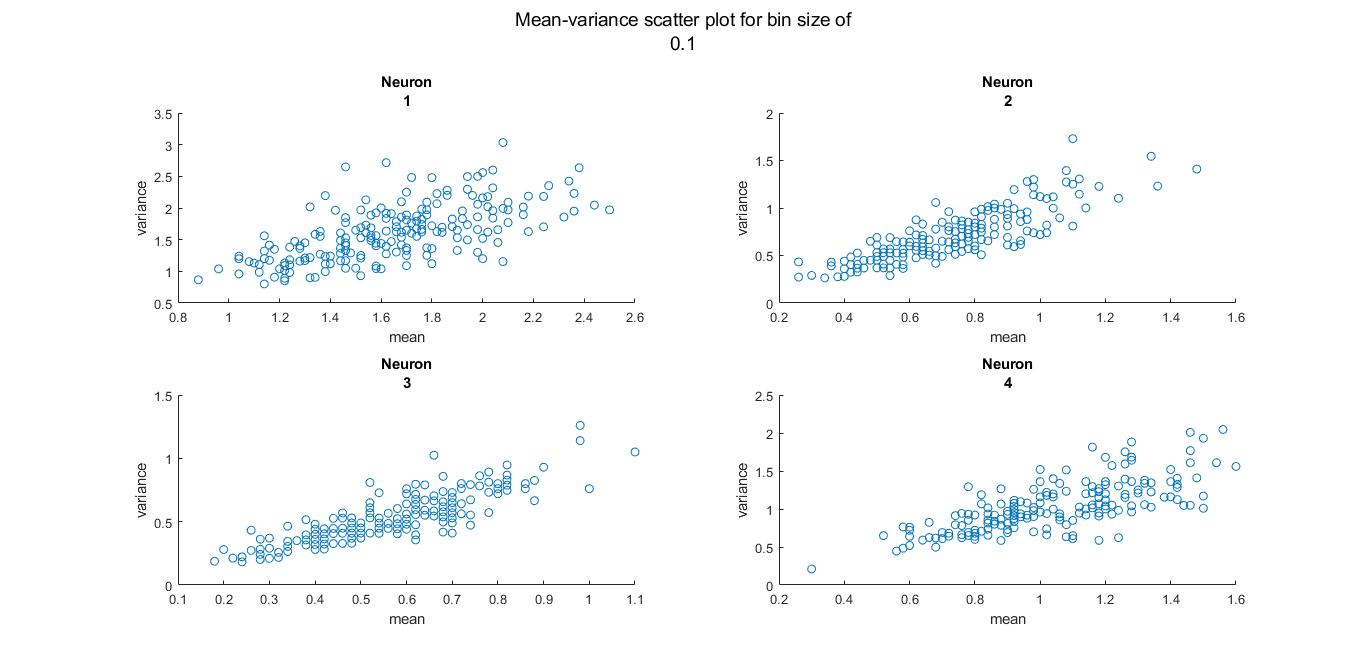 Mean-variance scatter plot for bin size of
0.1
Neuron
1
3.5
3
2.5
2
1.5
1
0.5
variance
0.8 1 1.2 1.4 1.6 1.8 2 2.2 2.4 2.6
mean
Neuron
2
2
1.5
1
0.5
0
variance
0.2 0.4 0.6 0.8 1 1.2 1.4 1.6
mean
Neuron
3
1.5
1
0.5
0
variance
0.1 0.2 0.3 0.4 0.5 0.6 0.7 0.8 0.9 1 1.1
mean
Neuron
4
2.5
2
1.5
1
0.5
0
variance
0.2 0.4 0.6 0.8 1 1.2 1.4 1.6
mean